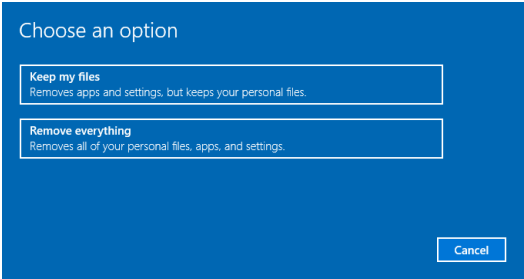 Choose an option
Keep my files
Removes apps and settings, but keeps your personal files.
Remove everything
Removes all of your personal files, apps, and settings.
Cancel